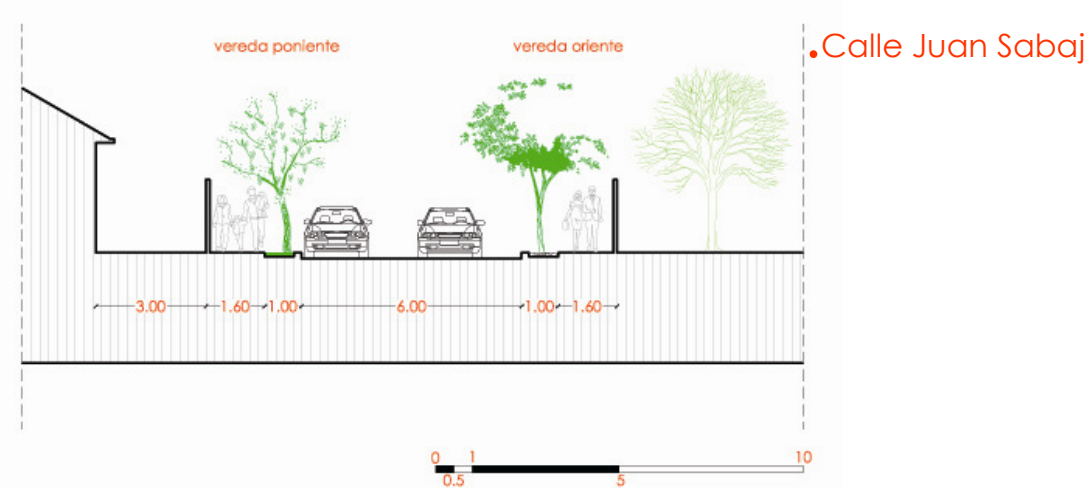 vereda poniente
vereda oriente
.Calle Juan Sabaj
3.00 1.60 1.00 6.00 1.00 1.60
0 1 10
0.5 5